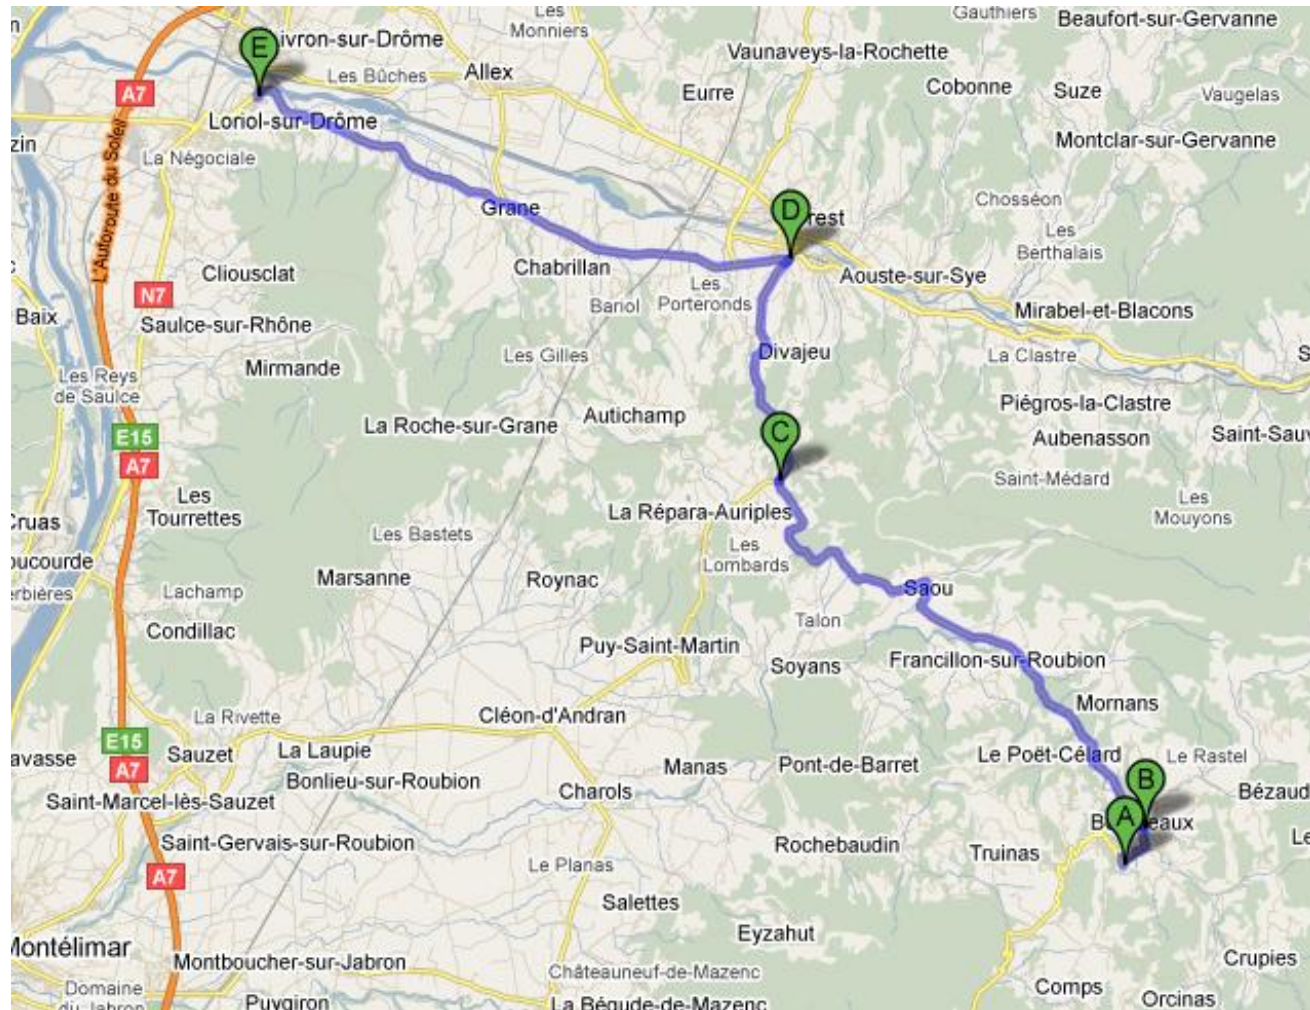 Les
Monniers
Gauthiers
Beaufort-sur-Gervanne
E
ivron-sur-Drôme
Vaunaveys-la-Rochette
Les Bûches
Allex
Cobonne
Suze
Vaugelas
A7
Eurre
Loriol-sur-Drôme
Montclar-sur-Gervanne
zin
La Négociale
L'Autoroute du Soleil
Chosséon
D
rest
Grane
Les
Berthalais
Cliousclat
Chabrillan
Les
Porteronds
Aouste-sur-Sye
N7
Bariol
Baix
Saulce-sur-Rhône
Mirabel-et-Blacons
Les Gilles
Divajeu
La Clastre
S
Mirmande
Les Reys
de Saulce
Autichamp
Piégros-la-Clastre
La Roche-sur-Grane
C
Aubenasson
Saint-Sauv
E15
A7
Saint-Médard
Les
Tourrettes
La Répara-Auriples
Les
Mouyons
Cruas
Les Bastets
Les
Lombards
oucourde
Marsanne
Roynac
Saou
erbières
Lachamp
Talon
Condillac
Puy-Saint-Martin
Soyans
Francillon-sur-Roubion
Mornans
La Rivette
Cléon-d'Andran
E15
A7
Sauzet
La Laupie
Le Poët-Célard
Le Rastel
avasse
Manas
Pont-de-Barret
Bonlieu-sur-Roubion
B
Charols
Bézaud
Saint-Marcel-lès-Sauzet
A
B
eaux
Saint-Gervais-sur-Roubion
Rochebaudin
Truinas
Le
A7
Le Planas
Salettes
Eyzahut
Montélimar
Montboucher-sur-Jabron
Châteauneuf-de-Mazenc
Crupies
Domaine
du Jabron
Comps
Puygiron
La Bégude-de-Mazenc
Orcinas